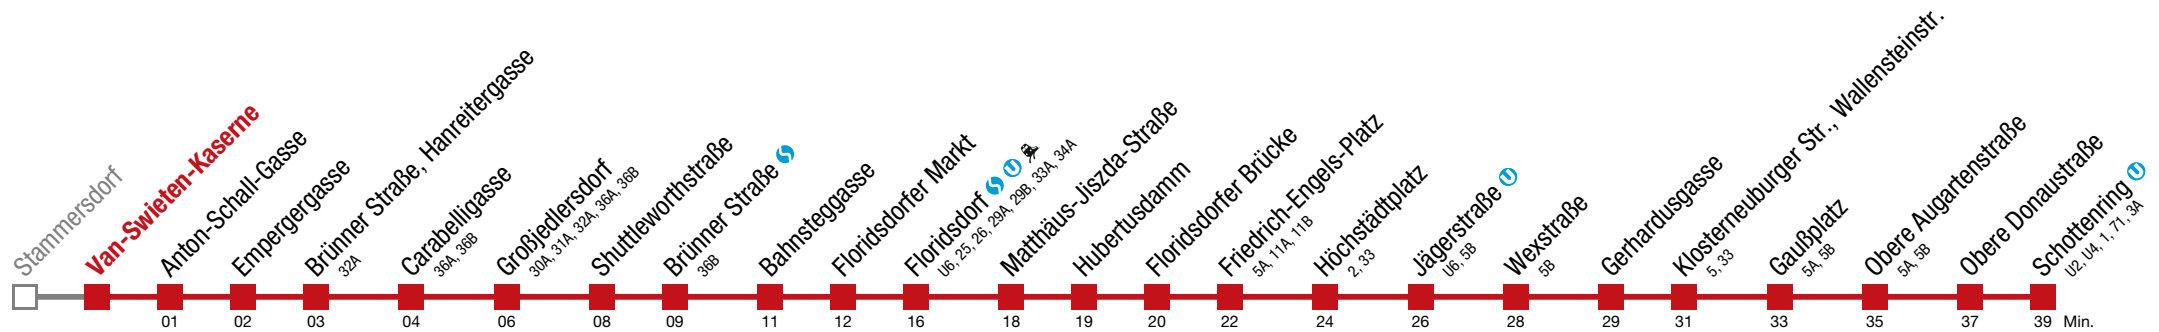 Stammersdorf
Van-Swieten-Kaserne
Anton-Schall-Gasse
Empergergasse
Brünner Straße, Hanreitergasse
32A
Carabelligasse
36A, 36B
Großjedlersdorf
30A, 31A, 32A, 36A, 36B
Shuttleworthstraße
Brünner Straße S
36B
Bahnsteggasse
Floridsdorfer Markt
Floridsdorf S U
U6, 25, 26, 29A, 29B, 33A, 34A
Matthäus-Jiszda-Straße
Hubertusdamm
Floridsdorfer Brücke
Friedrich-Engels-Platz
5A, 11A, 11B
Höchstädtplatz
2, 33
Jägerstraße U
U6, 5B
Wexstraße
5B
Gerhardusgasse
Klosterneuburger Str., Wallensteinstr.
5, 33
Gaußplatz
5A, 5B
Obere Augartenstraße
5A, 5B
Obere Donaustraße
Schottenring U
U2, U4, 1, 71, 3A
01 02 03 04 06 08 09 11 12 16 18 19 20 22 24 26 28 29 31 33 35 37 39 Min.